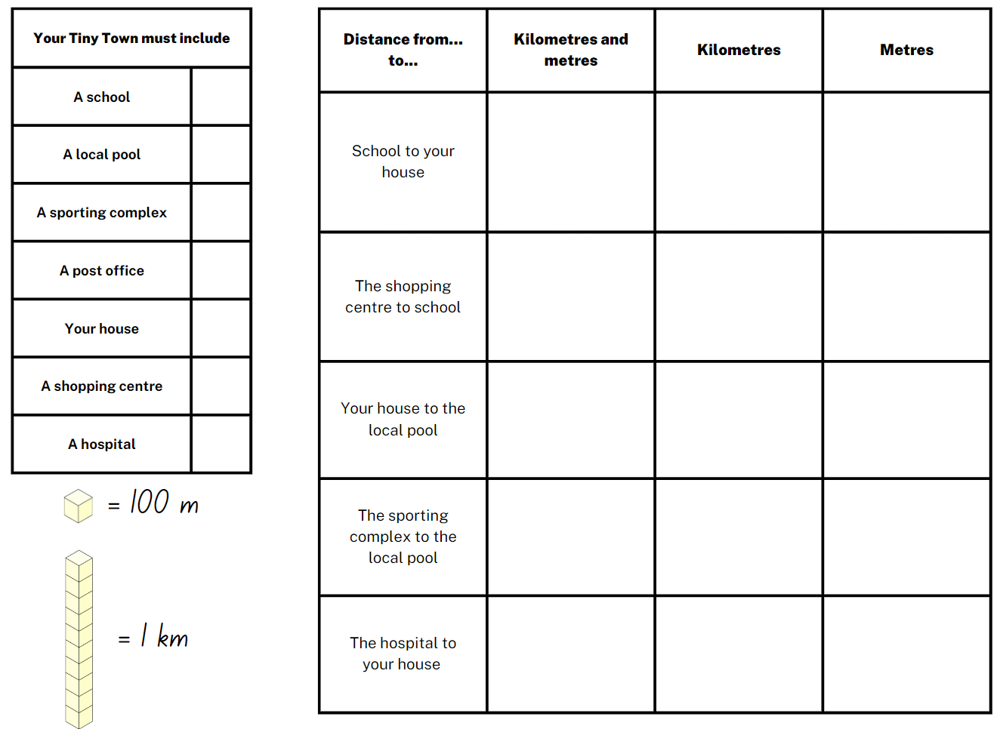 Your Tiny Town must include
A school
A local pool
A sporting complex
A post office
Your house
A shopping centre
A hospital
= 100 m
= 1 km
Distance from...
to...
Kilometres and
metres
Kilometres
Metres
School to your
house
The shopping
centre to school
Your house to the
local pool
The sporting
complex to the
local pool
The hospital to
your house